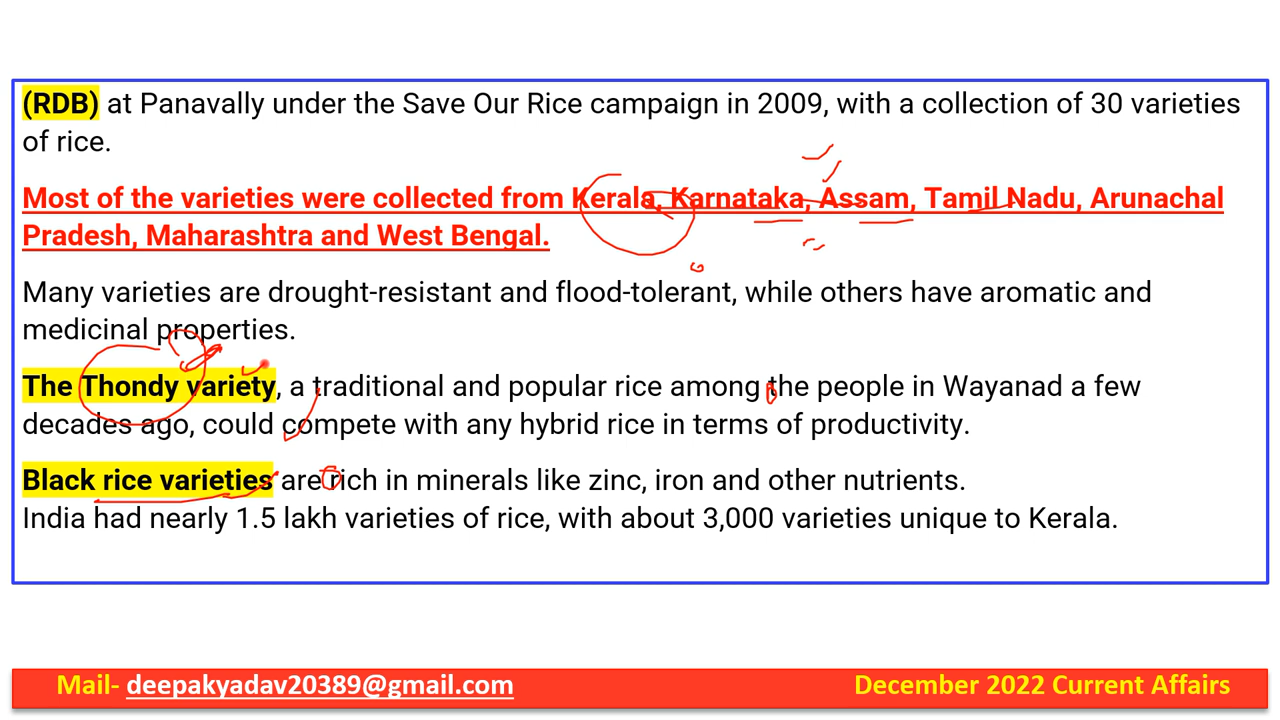 (RDB) at Panavally under the Save Our Rice campaign in 2009, with a collection of 30 varieties
of rice.
Most of the varieties were collected from Kerala, Karnataka, Assam, Tamil Nadu, Arunachal
Pradesh, Maharashtra and West Bengal.
Many varieties are drought-resistant and flood-tolerant, while others have aromatic and
medicinal properties.
The Thondy variety, a traditional and popular rice among the people in Wayanad a few
decades ago, could compete with any hybrid rice in terms of productivity.
Black rice varieties are rich in minerals like zinc, iron and other nutrients.
India had nearly 1.5 lakh varieties of rice, with about 3,000 varieties unique to Kerala.
Mail- deepakyadav20389@gmail.com
December 2022 Current Affairs